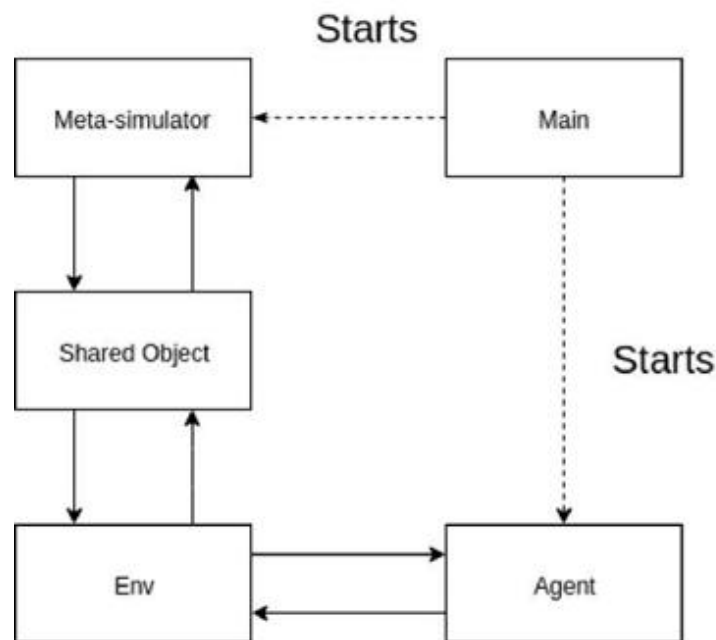 Starts
Meta-simulator
Main
Shared Object
Starts
Env
Agent